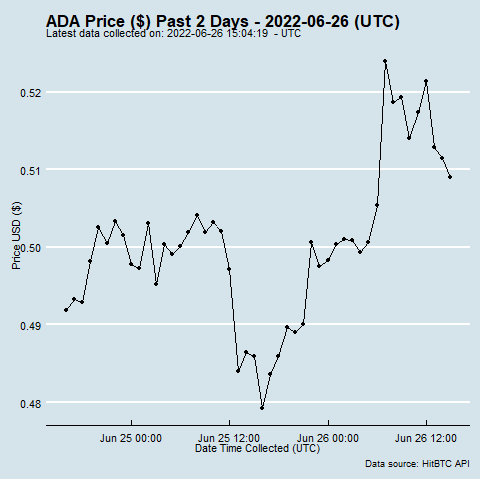 ADA Price ($) Past 2 Days - 2022-06-26 (UTC)
Latest data collected on: 2022-06-26 15:04:19 - UTC
Price USD ($)
0.52
0.51
0.50
0.49
0.48
Jun 25 00:00 Jun 25 12:00 Jun 26 00:00 Jun 26 12:00
Date Time Collected (UTC)
Data source: HitBTC API